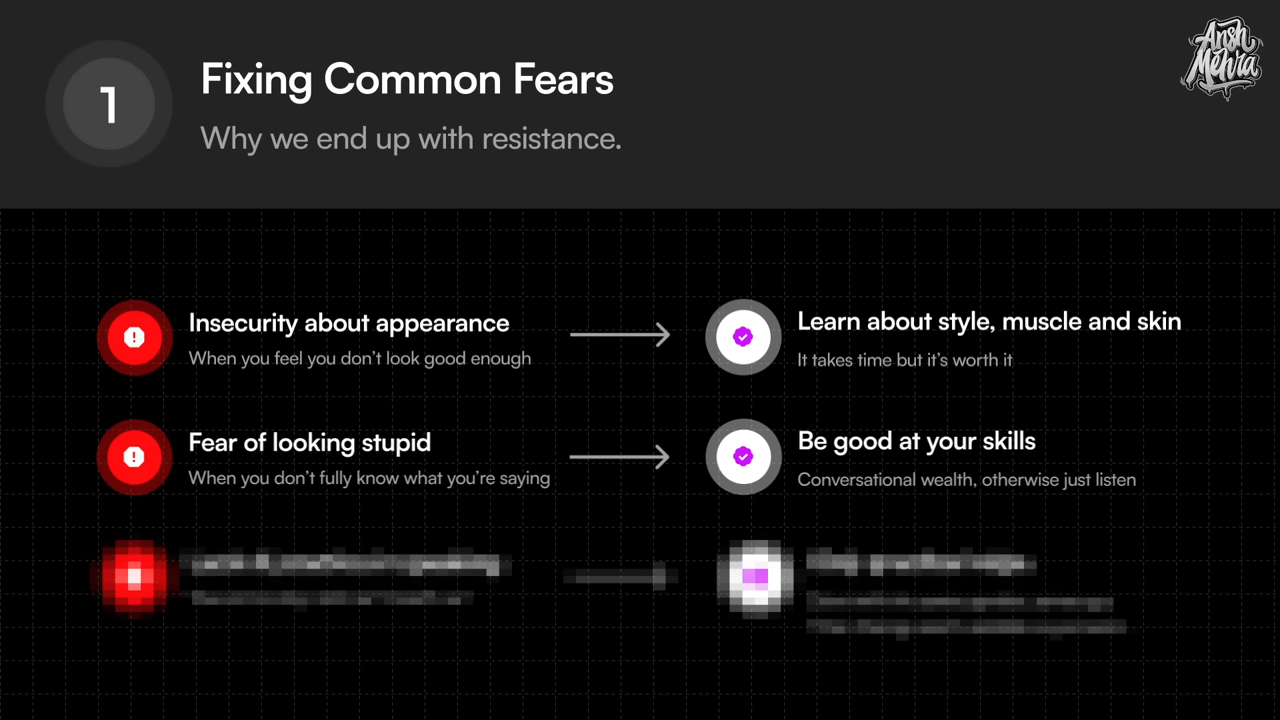 Ansh
Mehra
1
Fixing Common Fears
Why we end up with resistance.
Insecurity about appearance
When you feel you don't look good enough
Learn about style, muscle and skin
It takes time but it's worth it
Fear of looking stupid
When you don't fully know what you're saying
Be good at your skills
Conversational wealth, otherwise just listen